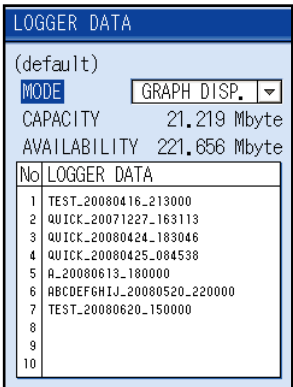 LOGGER DATA
(default)
MODE GRAPH DISP.
CAPACITY 21.219 Mbyte
AVAILABILITY 221.656 Mbyte
No LOGGER DATA
1 TEST_20080416_213000
2 QUICK_20071227_163113
3 QUICK_20080424_183046
4 QUICK_20080425_084538
5 A_20080613_180000
6 ABCDEFGHIJ_20080520_220000
7 TEST_20080620_150000
8
9
10